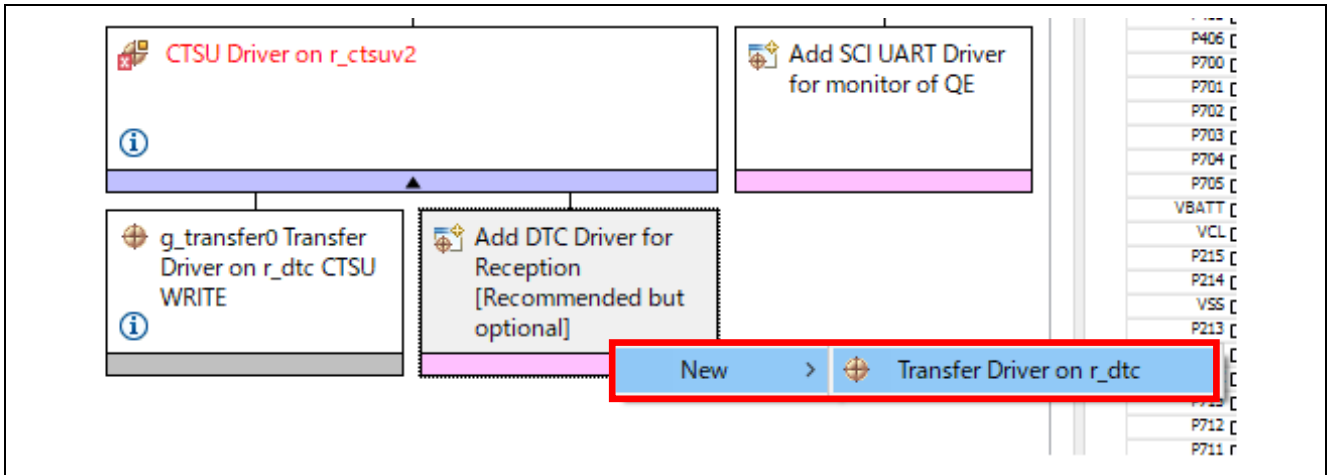 CTSU Driver on r_ctsuv2
Add SCI UART Driver
for monitor of QE
g_transfer0 Transfer
Driver on r_dtc CTSU
WRITE
Add DTC Driver for
Reception
[Recommended but
optional]
New
>
Transfer Driver on r_dtc
P406
P700
P701
P702
P703
P704
P705
VBATT
VCL
P215
P214
VSS
P213
P712
P711